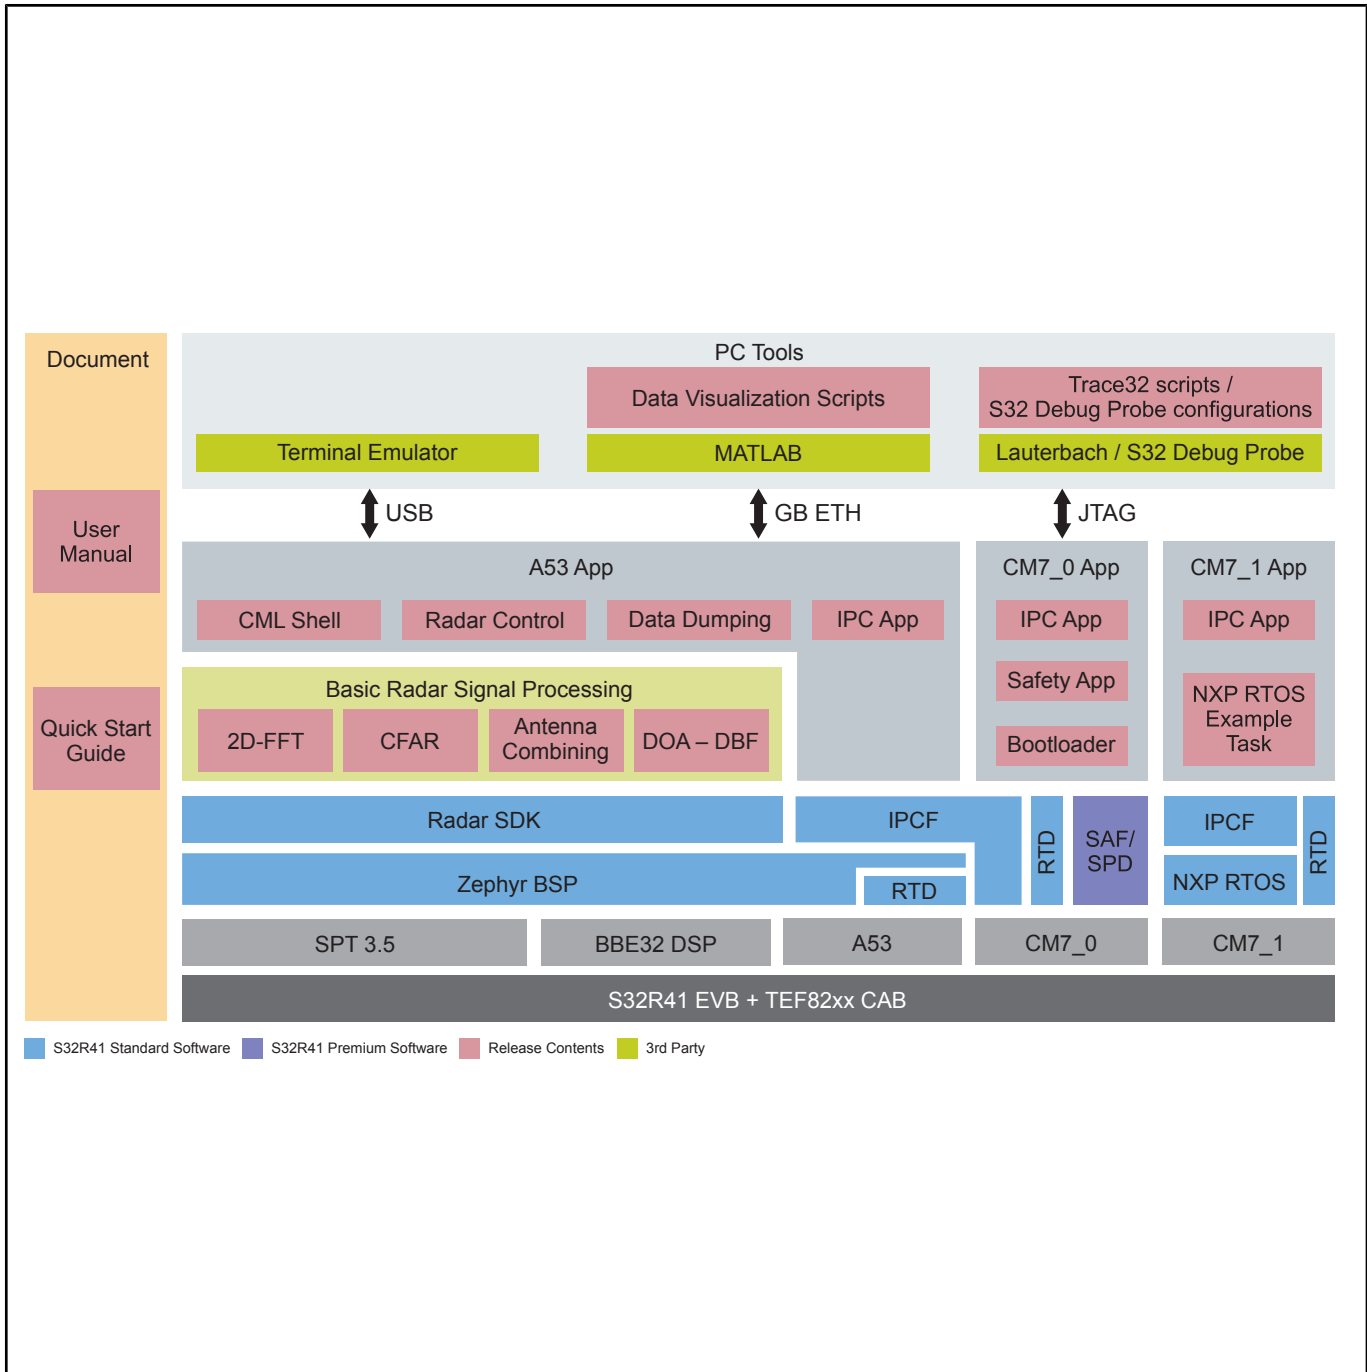 Document
User
Manual
Quick Start
Guide
PC Tools
Data Visualization Scripts
Trace32 scripts /
S32 Debug Probe configurations
Terminal Emulator
MATLAB
Lauterbach / S32 Debug Probe
USB
GB ETH
JTAG
A53 App
CML Shell
Radar Control
Data Dumping
IPC App
CM7_0 App
IPC App
Safety App
Bootloader
CM7_1 App
IPC App
NXP RTOS
Example
Task
Basic Radar Signal Processing
2D-FFT
CFAR
Antenna
Combining
DOA – DBF
Radar SDK
IPCF
RTD
SAF/
SPD
IPCF
RTD
Zephyr BSP
RTD
NXP RTOS
SPT 3.5
BBE32 DSP
A53
CM7_0
CM7_1
S32R41 EVB + TEF82xx CAB
S32R41 Standard Software
S32R41 Premium Software
Release Contents
3rd Party